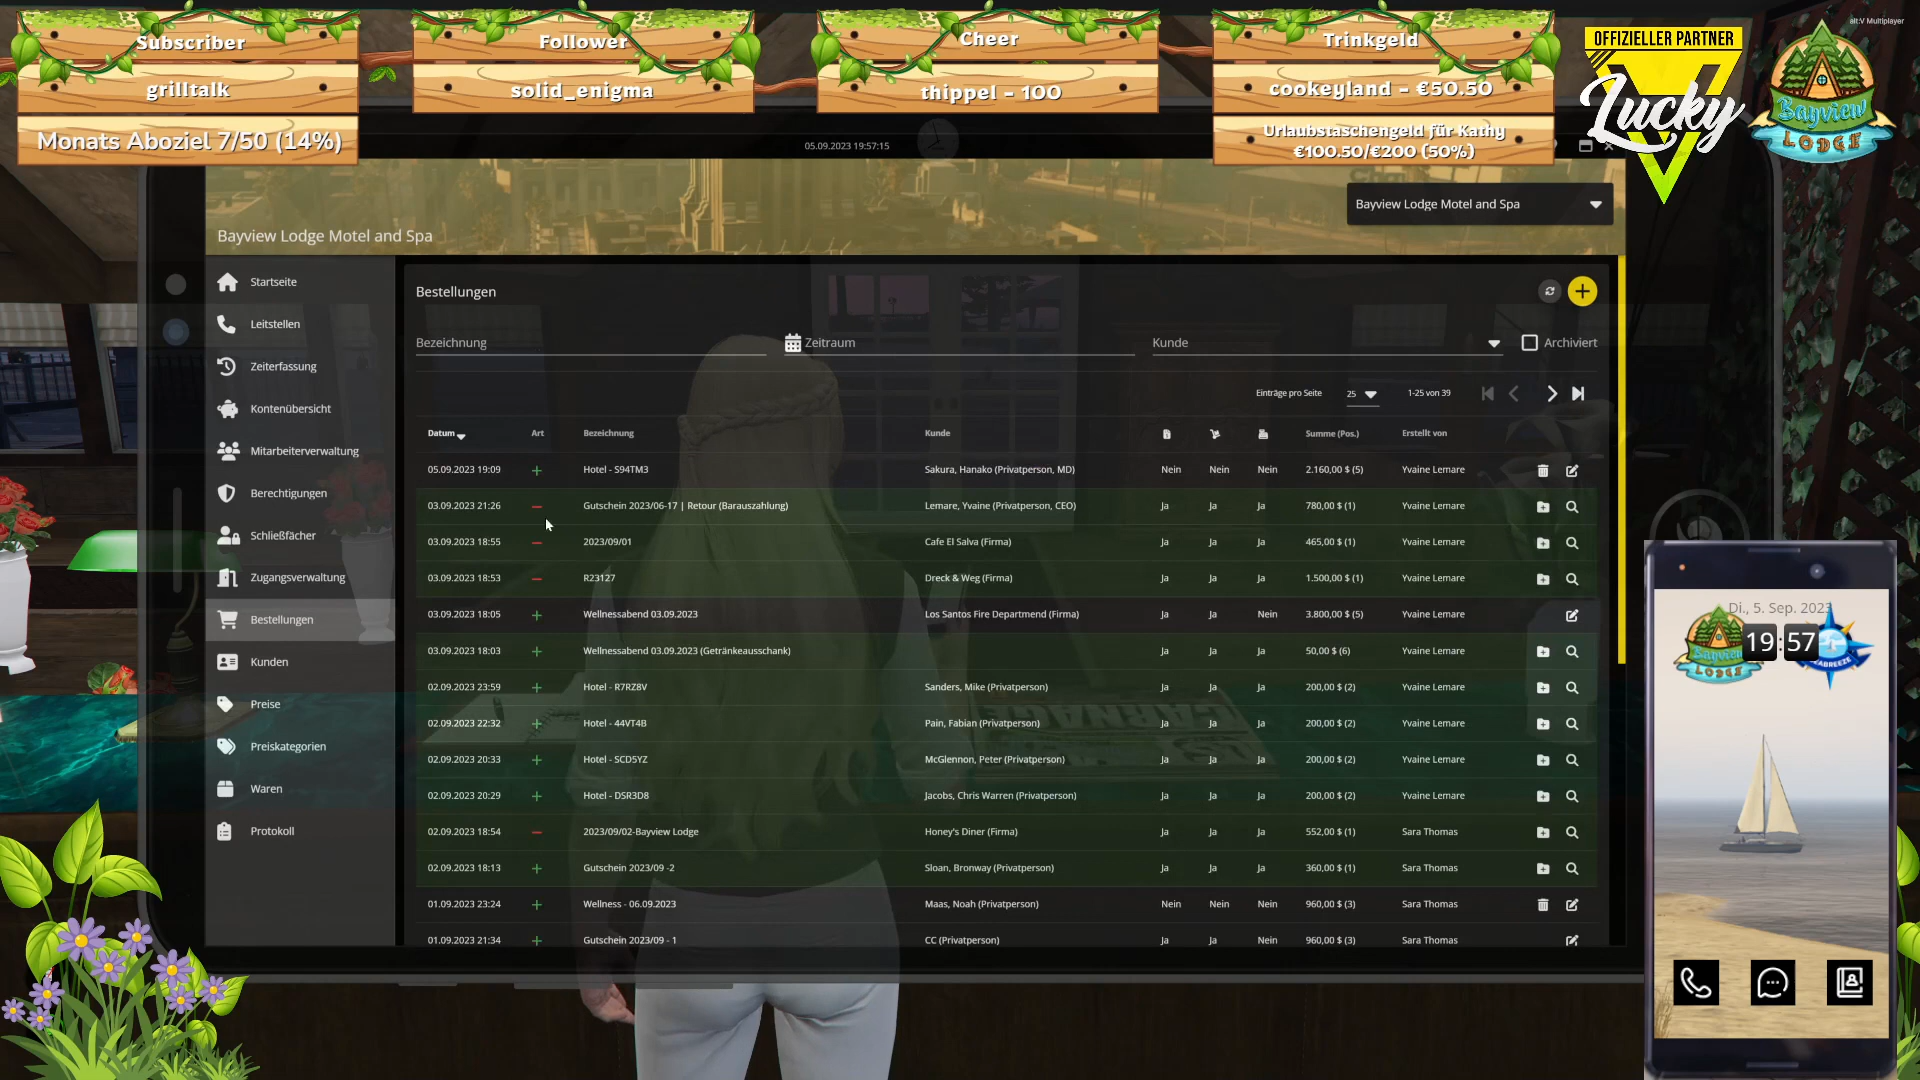 alt:V Multiplayer
Subscriber
grilltalk
Monats Aboziel 7/50 (14%)
Follower
solid_enigma
Cheer
thippel - 100
Trinkgeld
cookeyland - €50.50
Urlaubstaschengeld für Kathy
€100.50/€200 (50%)
OFFIZIELLER PARTNER
Lucky
V
Bayview
LODGE
05.09.2023 19:57:15
Bayview Lodge Motel and Spa
Bayview Lodge Motel and Spa
Startseite
Leitstellen
Zeiterfassung
Kontenübersicht
Mitarbeiterverwaltung
Berechtigungen
Schließfächer
Zugangsverwaltung
Bestellungen
Kunden
Preise
Preiskategorien
Waren
Protokoll
Bestellungen
Bezeichnung Zeitraum Kunde Archiviert
Einträge pro Seite 25 1-25 von 39
Datum Art Bezeichnung Kunde Summe (Pos.) Erstellt von
05.09.2023 19:09 + Hotel - S94TM3 Sakura, Hanako (Privatperson, MD) Nein Nein Nein 2.160,00 $ (5) Yvaine Lemare
03.09.2023 21:26 − Gutschein 2023/06-17 | Retour (Barauszahlung) Lemare, Yvaine (Privatperson, CEO) Ja Ja Ja 780,00 $ (1) Yvaine Lemare
03.09.2023 18:55 − 2023/09/01 Cafe El Salva (Firma) Ja Ja Ja 465,00 $ (1) Yvaine Lemare
03.09.2023 18:53 − R23127 Dreck & Weg (Firma) Ja Ja Ja 1.500,00 $ (1) Yvaine Lemare
03.09.2023 18:05 + Wellnessabend 03.09.2023 Los Santos Fire Departmend (Firma) Ja Ja Nein 3.800,00 $ (5) Yvaine Lemare
03.09.2023 18:03 + Wellnessabend 03.09.2023 (Getränkeausschank) Ja Ja Ja 50,00 $ (6) Yvaine Lemare
02.09.2023 23:59 + Hotel - R7RZ8V Sanders, Mike (Privatperson) Ja Ja Ja 200,00 $ (2) Yvaine Lemare
02.09.2023 22:32 + Hotel - 44VT4B Pain, Fabian (Privatperson) Ja Ja Ja 200,00 $ (2) Yvaine Lemare
02.09.2023 20:33 + Hotel - SCD5YZ McGlennon, Peter (Privatperson) Ja Ja Ja 200,00 $ (2) Yvaine Lemare
02.09.2023 20:29 + Hotel - DSR3D8 Jacobs, Chris Warren (Privatperson) Ja Ja Ja 200,00 $ (2) Yvaine Lemare
02.09.2023 18:54 − 2023/09/02-Bayview Lodge Honey's Diner (Firma) Ja Ja Ja 552,00 $ (1) Sara Thomas
02.09.2023 18:13 + Gutschein 2023/09 -2 Sloan, Bronway (Privatperson) Ja Ja Ja 360,00 $ (1) Sara Thomas
01.09.2023 23:24 + Wellness - 06.09.2023 Maas, Noah (Privatperson) Nein Nein Nein 960,00 $ (3) Sara Thomas
01.09.2023 21:34 + Gutschein 2023/09 - 1 CC (Privatperson) Ja Ja Nein 960,00 $ (3) Sara Thomas
Di., 5. Sep. 2023
19:57
Bayview
LODGE